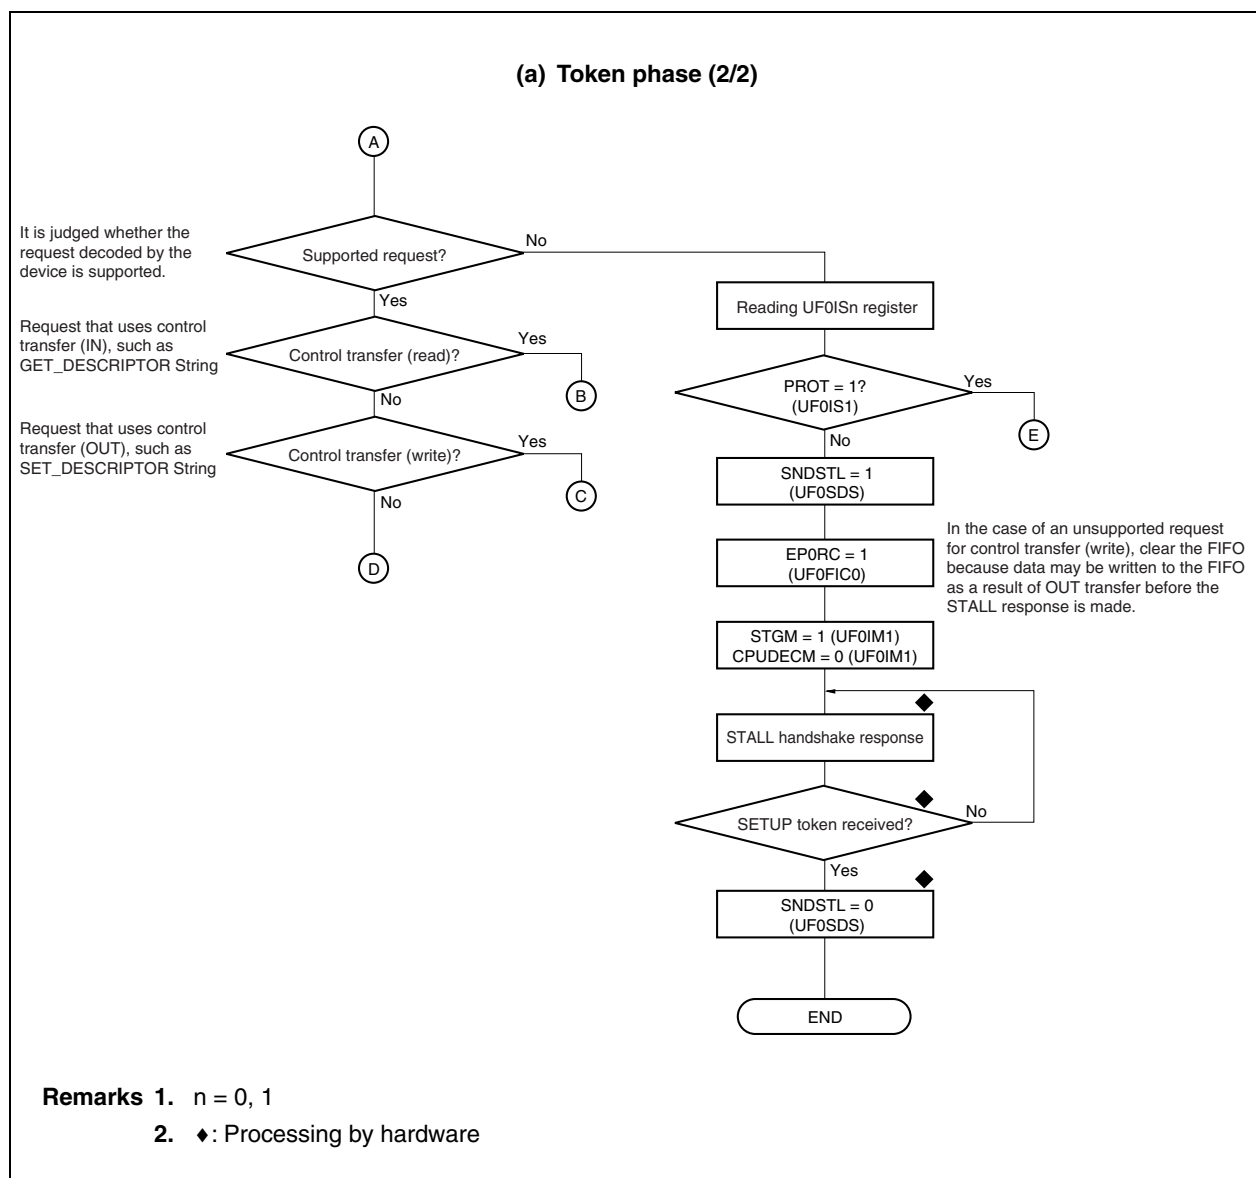 (a) Token phase (2/2)
A
It is judged whether the
request decoded by the
device is supported.
Supported request?
No
Yes
Reading UF0ISn register
Request that uses control
transfer (IN), such as
GET_DESCRIPTOR String
Control transfer (read)?
Yes
B
No
PROT = 1?
(UF0IS1)
Yes
E
No
Request that uses control
transfer (OUT), such as
SET_DESCRIPTOR String
Control transfer (write)?
Yes
C
No
D
SNDSTL = 1
(UF0SDS)
EP0RC = 1
(UF0FIC0)
In the case of an unsupported request
for control transfer (write), clear the FIFO
because data may be written to the FIFO
as a result of OUT transfer before the
STALL response is made.
STGM = 1 (UF0IM1)
CPUDECM = 0 (UF0IM1)
◆
STALL handshake response
◆
SETUP token received?
No
Yes
◆
SNDSTL = 0
(UF0SDS)
END
Remarks 1. n = 0, 1
2. ♦: Processing by hardware